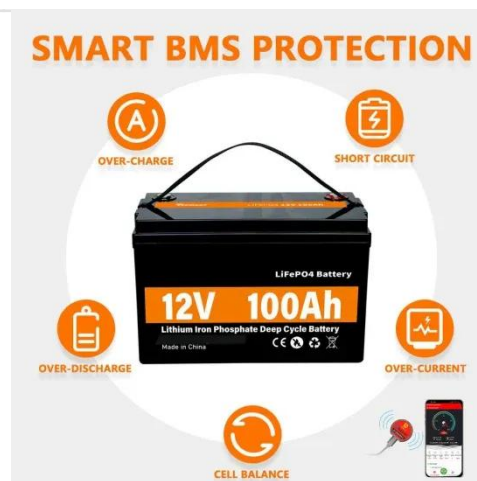 SMART BMS PROTECTION
A
OVER-CHARGE
SHORT CIRCUIT
LiFePO4 Battery
12V 100Ah
Lithium Iron Phosphate Deep Cycle Battery
Made in China
CE
OVER-DISCHARGE
OVER-CURRENT
CELL BALANCE